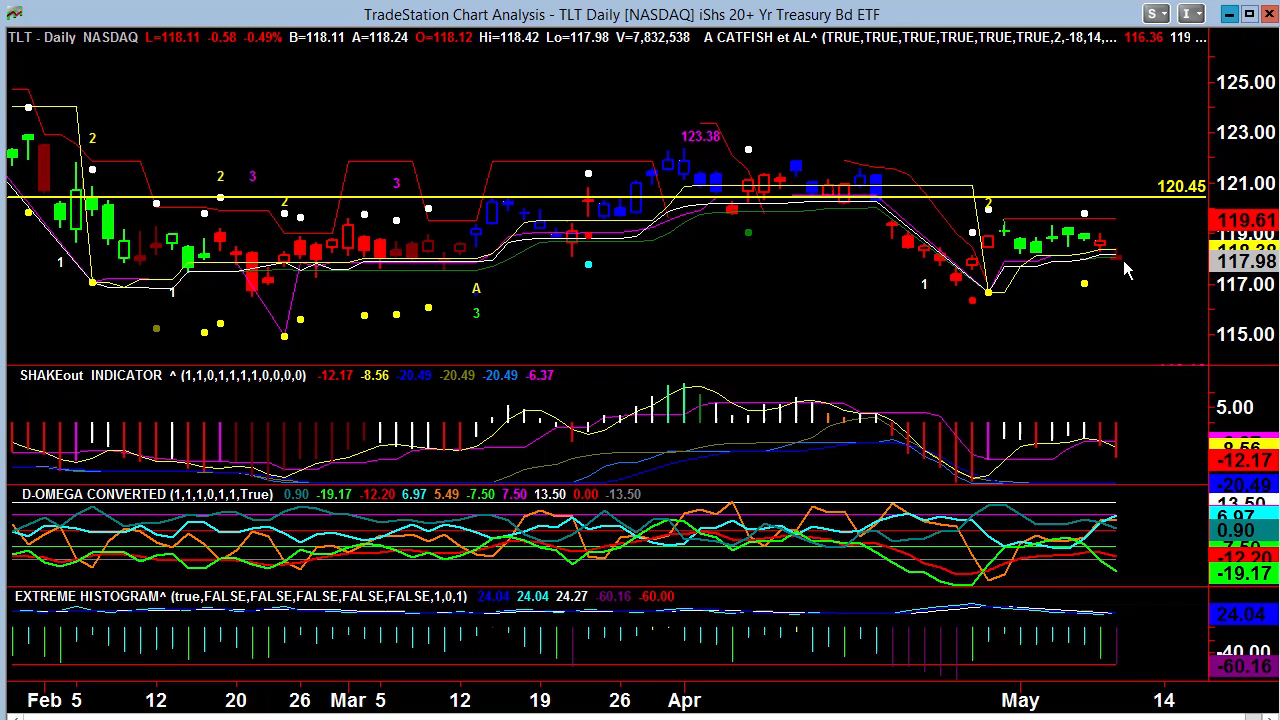 TradeStation Chart Analysis - TLT Daily [NASDAQ] iShs 20+ Yr Treasury Bd ETF
S I
TLT - Daily NASDAQ L=118.11 -0.58 -0.49% B=118.11 A=118.24 O=118.12 Hi=118.42 Lo=117.98 V=7,832,538 A CATFISH et AL^ (TRUE,TRUE,TRUE,TRUE,TRUE,TRUE,2,-18,14,... 116.36 119 ...
125.00
2 123.38 123.00
2 3 3 121.00
120.45
2 2
119.61
119.00
117.98
1 1 1 117.00
A
3
115.00
SHAKEout INDICATOR ^ (1,1,0,1,1,1,1,0,0,0,0) -12.17 -8.56 -20.49 -20.49 -20.49 -6.37
5.00
-8.56
-12.17
-20.49
D-OMEGA CONVERTED (1,1,1,0,1,1,True) 0.90 -19.17 -12.20 6.97 5.49 -7.50 7.50 13.50 0.00 -13.50
13.50
6.97
0.90
-12.20
-19.17
EXTREME HISTOGRAM^ (true,FALSE,FALSE,FALSE,FALSE,FALSE,1,0,1) 24.04 24.04 24.27 -60.16 -60.00
24.04
-40.00
-60.16
Feb 5 12 20 26 Mar 5 12 19 26 Apr May 14